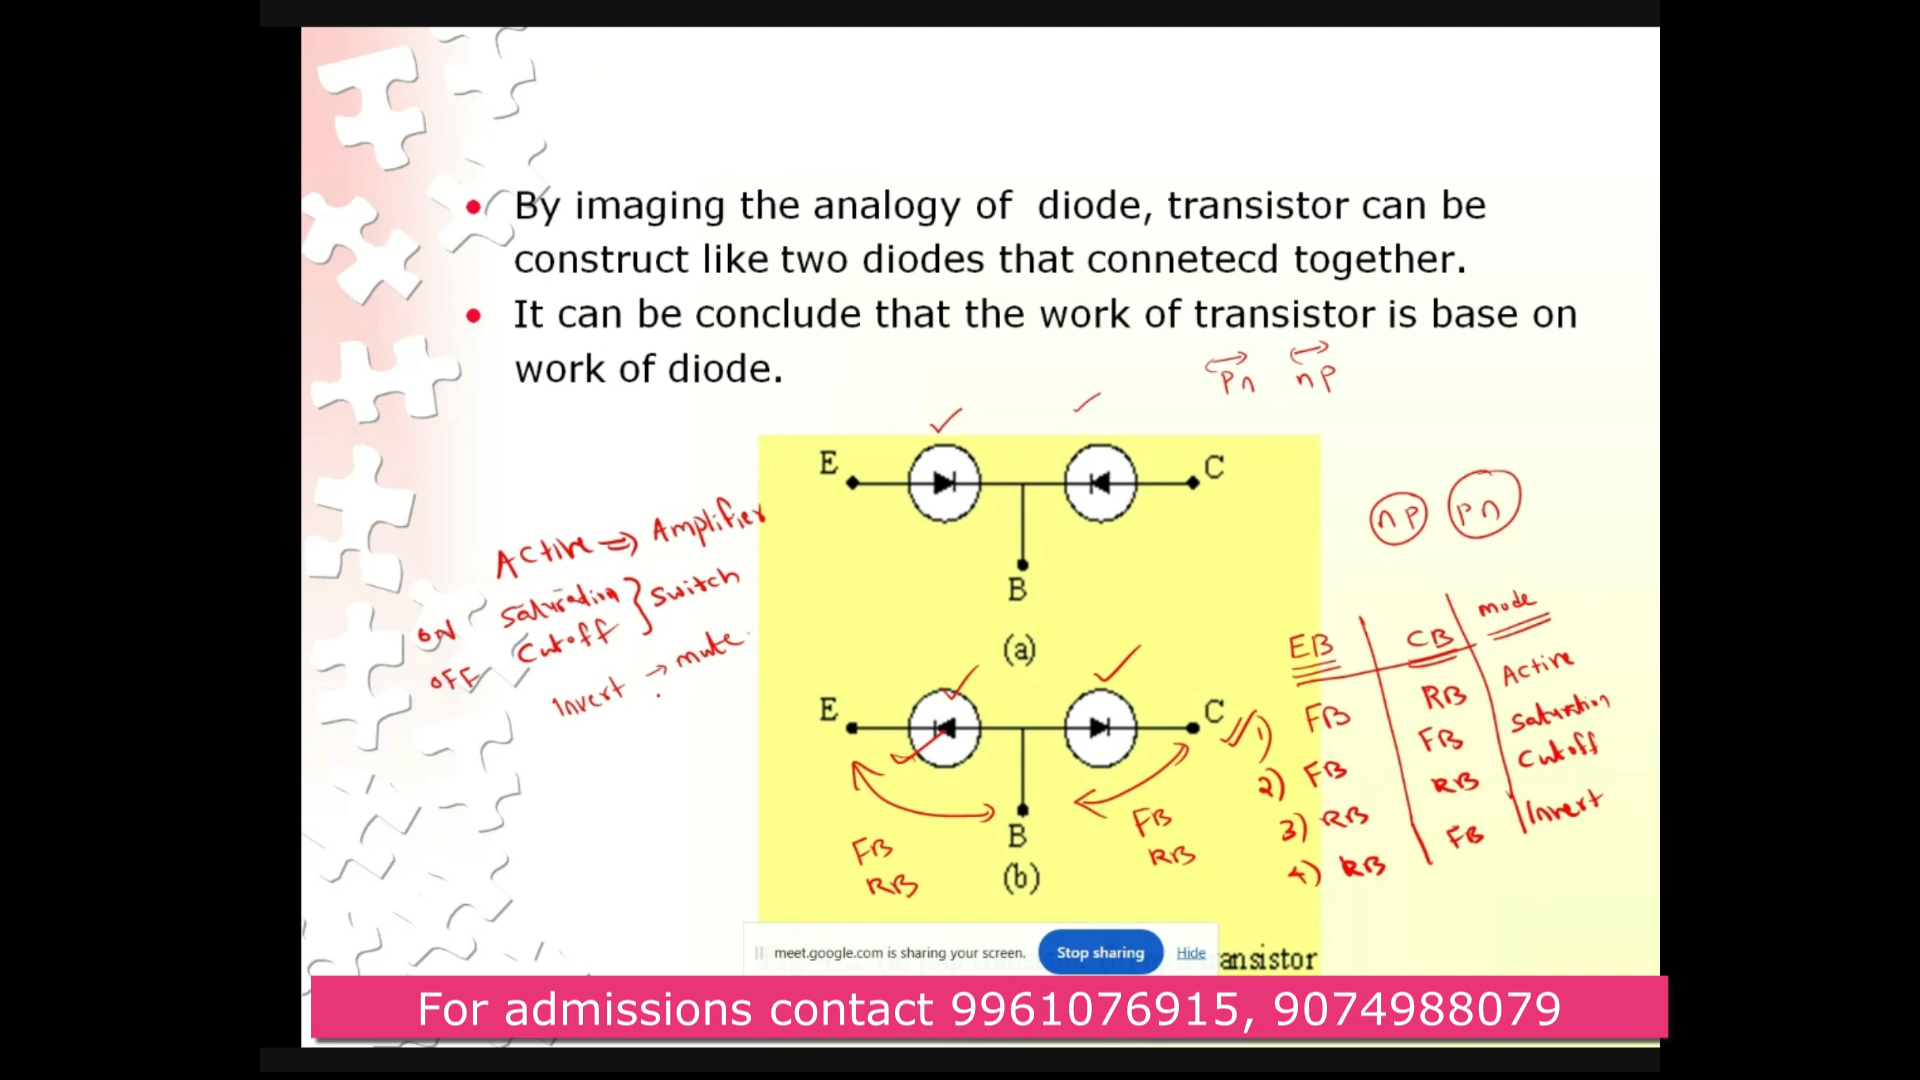 By imaging the analogy of diode, transistor can be
construct like two diodes that connetecd together.
It can be conclude that the work of transistor is base on
work of diode.
pn np
E C
B
(a)
np pn
Active ⇒ Amplifier
ON Saturation } Switch
OFF Cutoff
Invert → mute.
E C
B
(b)
FB
RB
FB
RB
EB CB mode
1) FB RB Active
2) FB FB Saturation
3) RB RB Cutoff
4) RB FB Invert
meet.google.com is sharing your screen. Stop sharing Hide ansistor
For admissions contact 9961076915, 9074988079